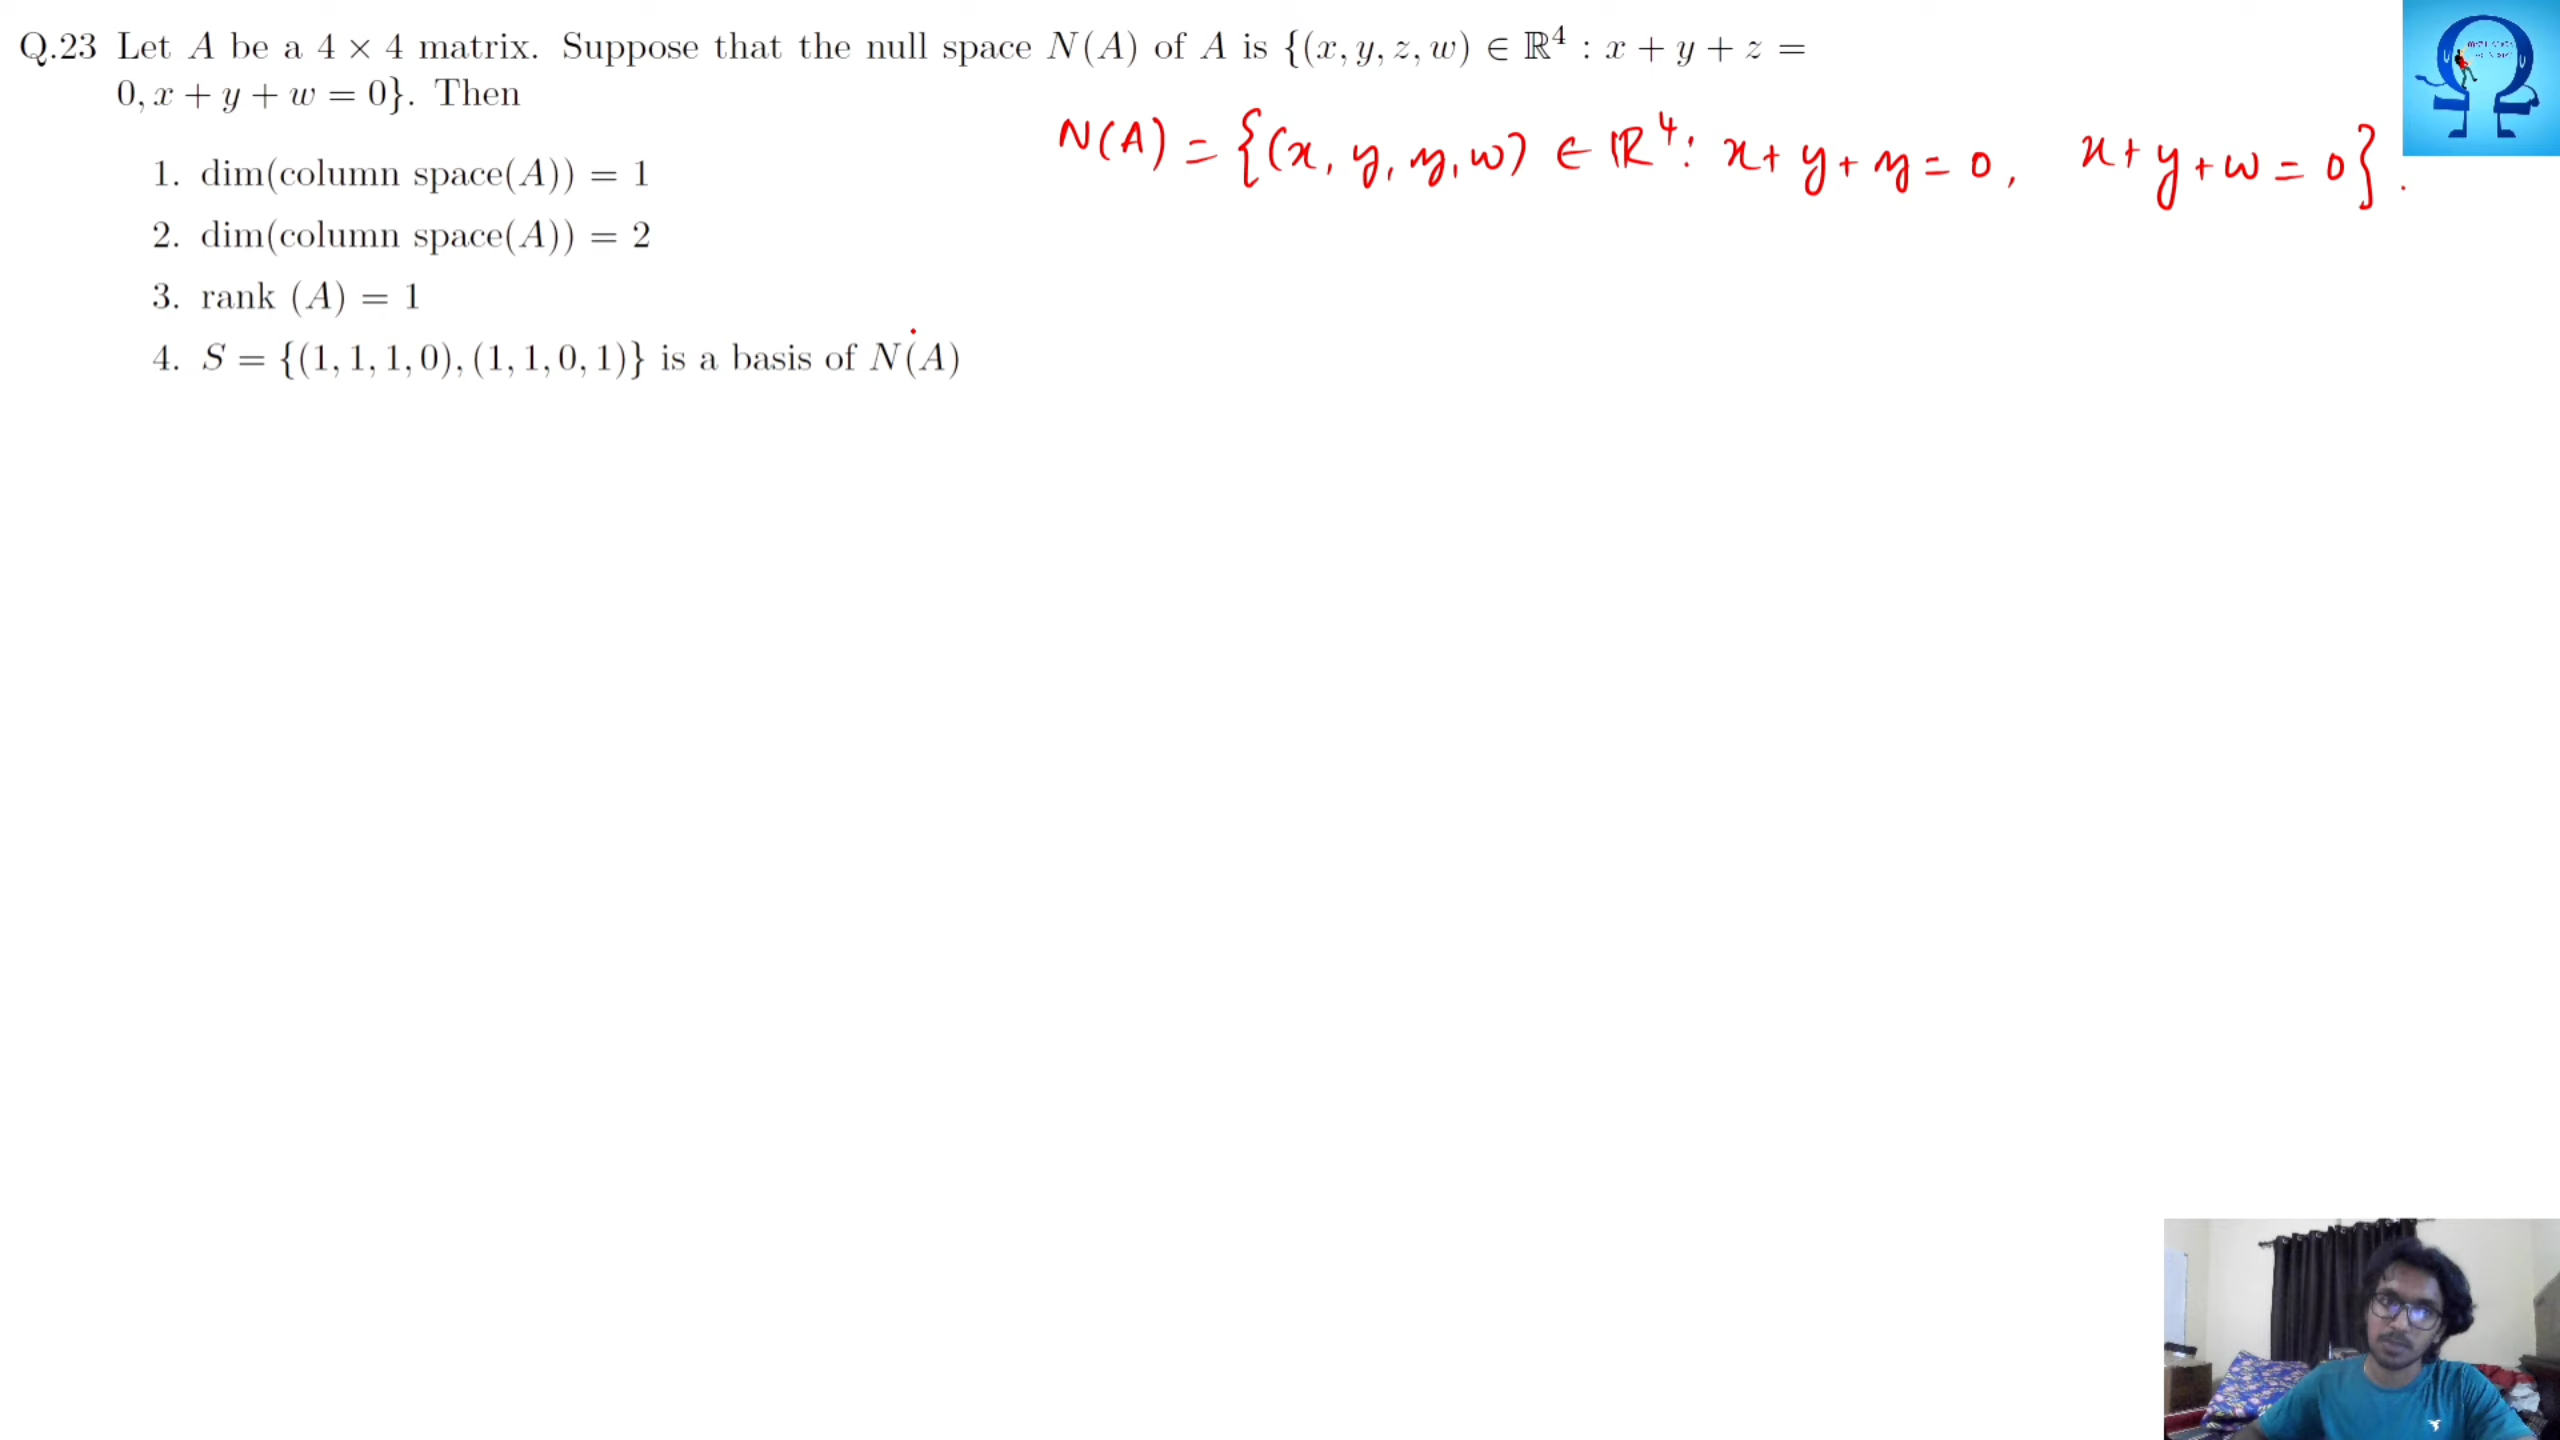 Q.23 Let A be a 4 × 4 matrix. Suppose that the null space N(A) of A is {(x, y, z, w) ∈ ℝ⁴ : x + y + z =
0, x + y + w = 0}. Then
N(A) = {(x, y, z, w) ∈ ℝ⁴: x + y + z = 0, x + y + w = 0}.
1. dim(column space(A)) = 1
2. dim(column space(A)) = 2
3. rank (A) = 1
4. S = {(1, 1, 1, 0), (1, 1, 0, 1)} is a basis of N(A)